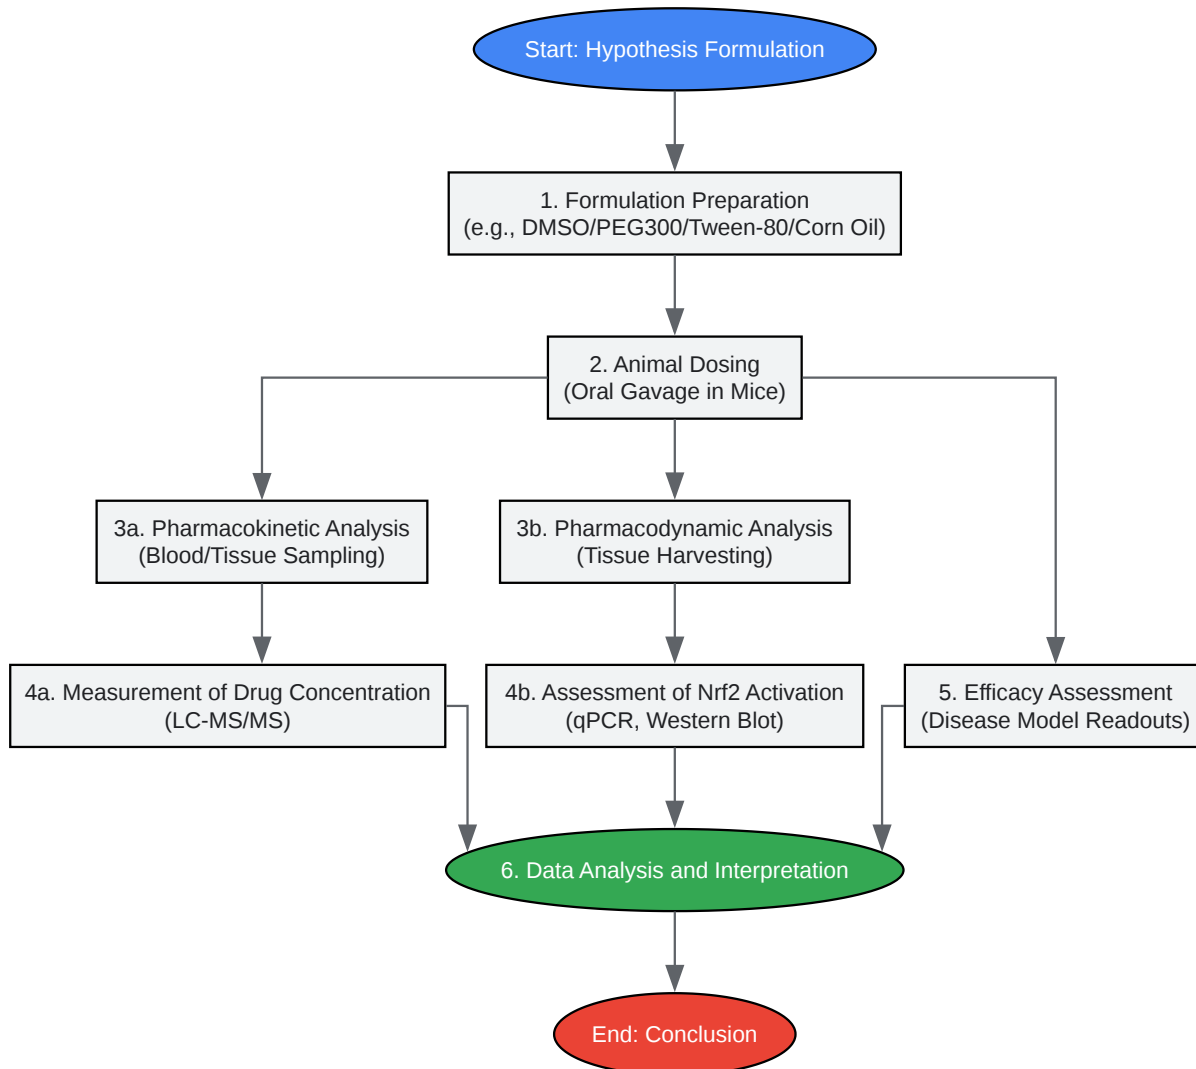 Start: Hypothesis Formulation
1. Formulation Preparation
(e.g., DMSO/PEG300/Tween-80/Corn Oil)
2. Animal Dosing
(Oral Gavage in Mice)
3a. Pharmacokinetic Analysis
(Blood/Tissue Sampling)
3b. Pharmacodynamic Analysis
(Tissue Harvesting)
4a. Measurement of Drug Concentration
(LC-MS/MS)
4b. Assessment of Nrf2 Activation
(qPCR, Western Blot)
5. Efficacy Assessment
(Disease Model Readouts)
6. Data Analysis and Interpretation
End: Conclusion